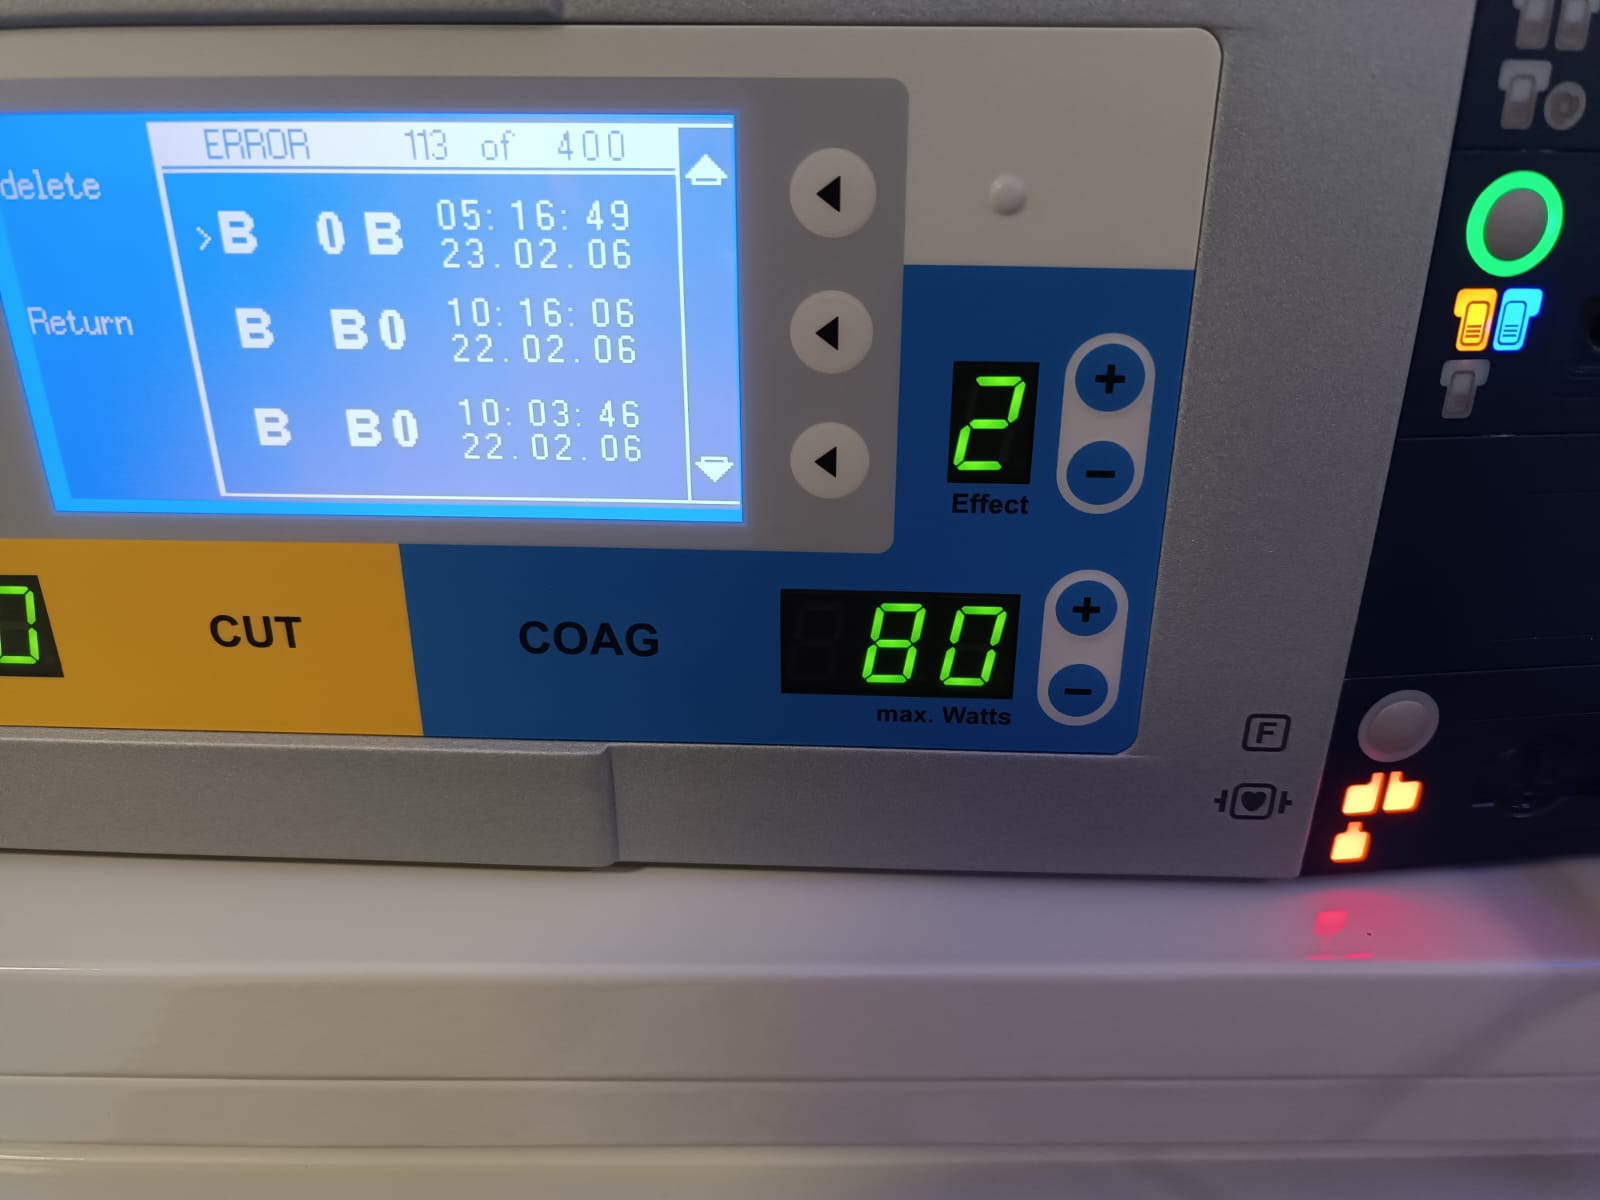 ERROR 113 of 400
delete
>B 0B 05:16:49
23.02.06
Return
B B0 10:16:06
22.02.06
B B0 10:03:46
22.02.06
2
+
-
Effect
CUT
COAG
80
+
-
max. Watts
F